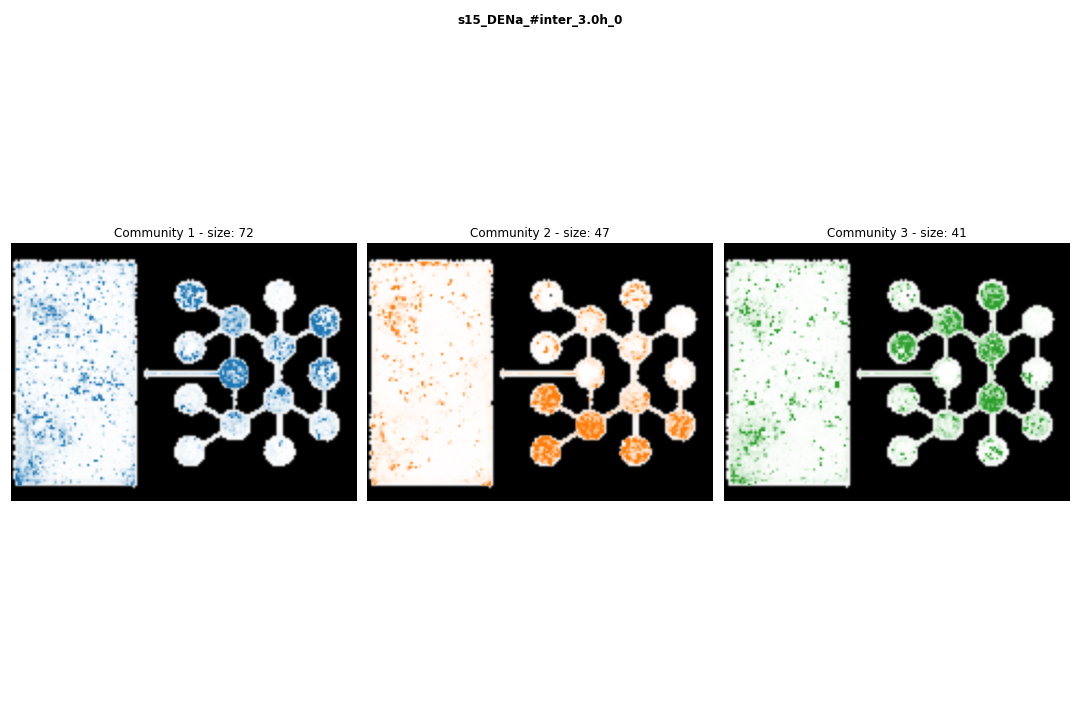 s15_DENa_#inter_3.0h_0
Community 1 - size: 72
Community 2 - size: 47
Community 3 - size: 41